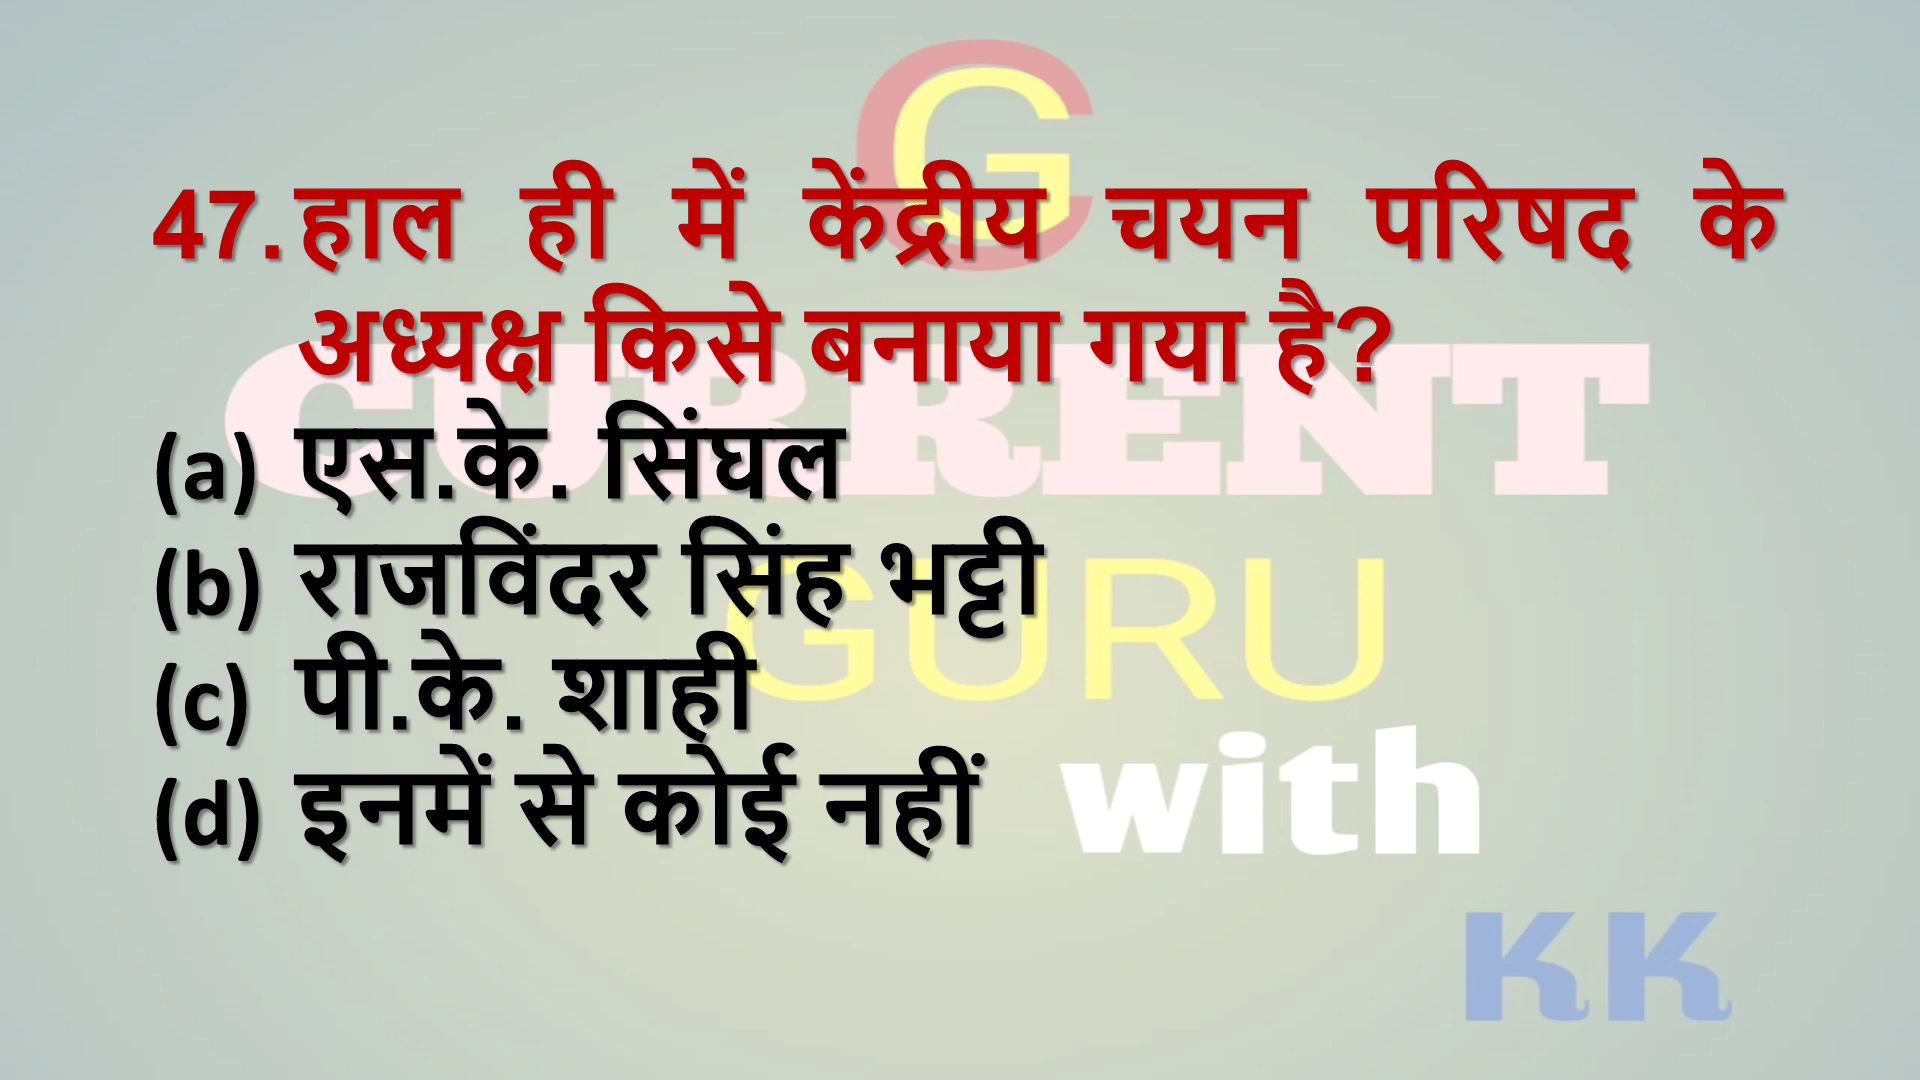 G
47. हाल ही में केंद्रीय चयन परिषद के
अध्यक्ष किसे बनाया गया है?
CURRENT
(a) एस.के. सिंघल
(b) राजविंदर सिंह भट्टी
GURU
(c) पी.के. शाही
(d) इनमें से कोई नहीं
with
KK